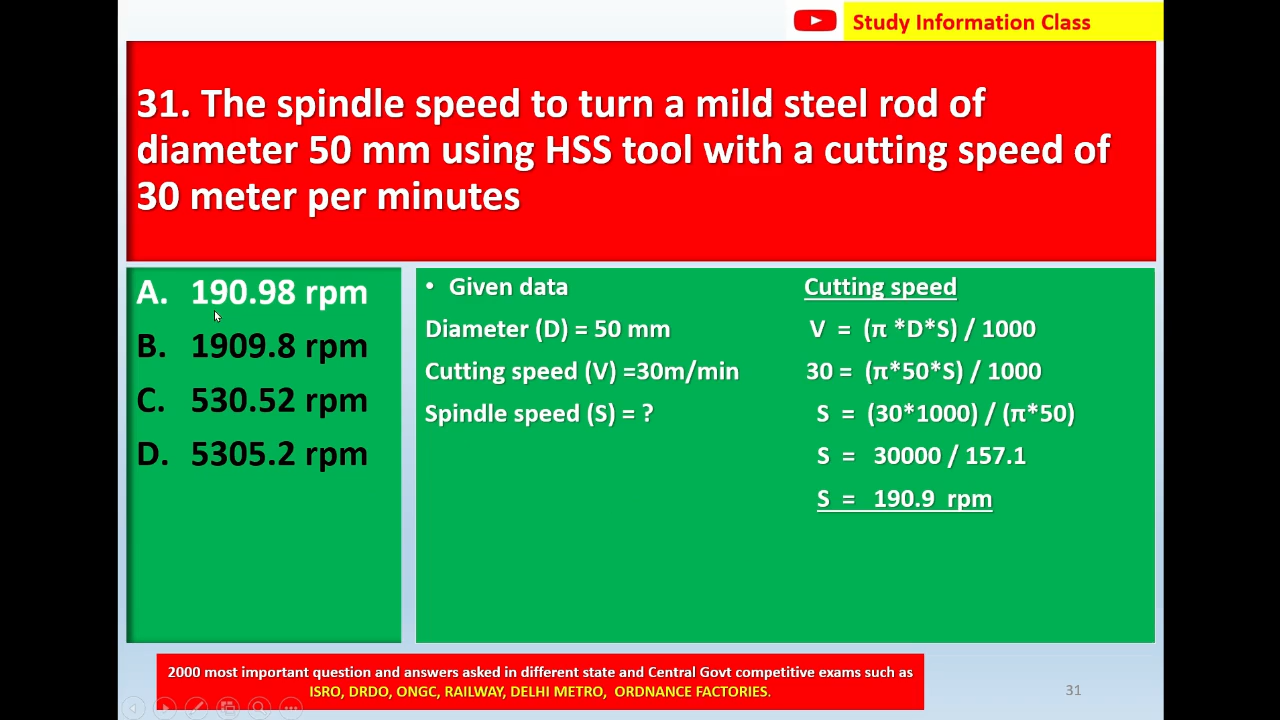 Study Information Class
31. The spindle speed to turn a mild steel rod of
diameter 50 mm using HSS tool with a cutting speed of
30 meter per minutes
A. 190.98 rpm
B. 1909.8 rpm
C. 530.52 rpm
D. 5305.2 rpm
• Given data
Diameter (D) = 50 mm
Cutting speed (V) =30m/min
Spindle speed (S) = ?
Cutting speed
V = (π *D*S) / 1000
30 = (π*50*S) / 1000
S = (30*1000) / (π*50)
S = 30000 / 157.1
S = 190.9 rpm
2000 most important question and answers asked in different state and Central Govt competitive exams such as
ISRO, DRDO, ONGC, RAILWAY, DELHI METRO, ORDNANCE FACTORIES.
31